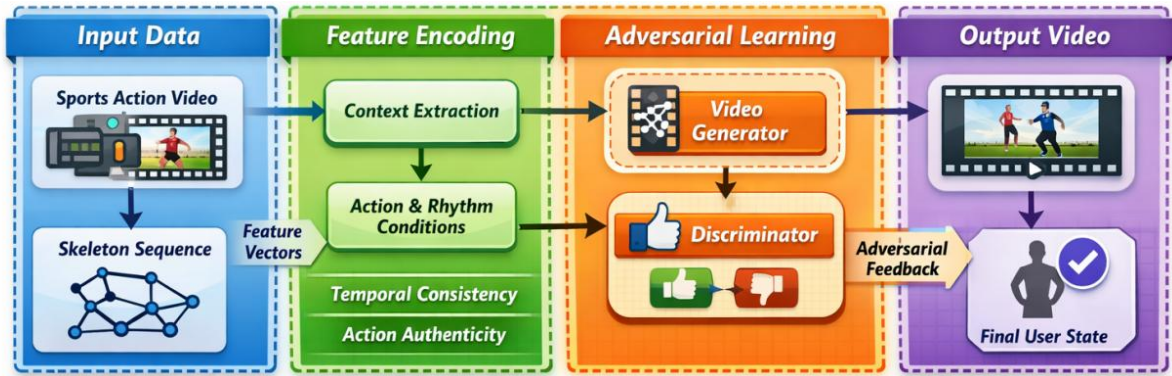 Input Data
Sports Action Video
Skeleton Sequence
Feature
Vectors
Feature Encoding
Context Extraction
Action & Rhythm
Conditions
Temporal Consistency
Action Authenticity
Adversarial Learning
Video
Generator
Discriminator
Adversarial
Feedback
Output Video
Final User State